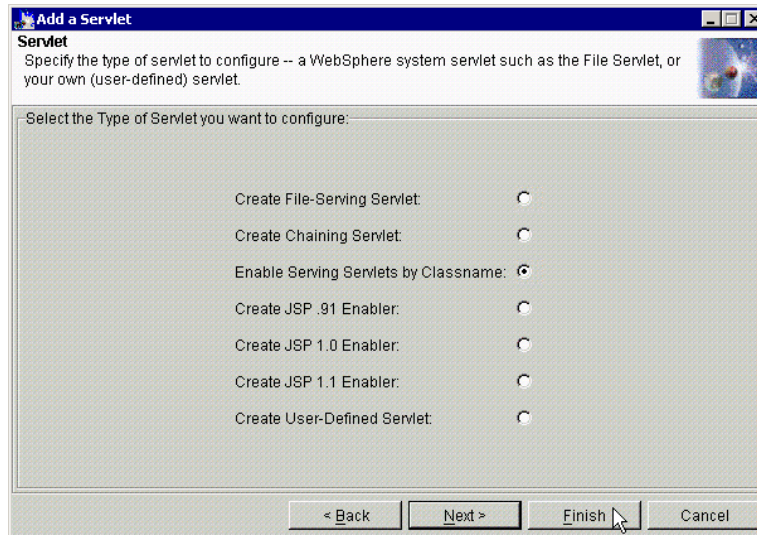 Add a Servlet
Servlet
Specify the type of servlet to configure -- a WebSphere system servlet such as the File Servlet, or
your own (user-defined) servlet.
Select the Type of Servlet you want to configure:
Create File-Serving Servlet:
Create Chaining Servlet:
Enable Serving Servlets by Classname:
Create JSP .91 Enabler:
Create JSP 1.0 Enabler:
Create JSP 1.1 Enabler:
Create User-Defined Servlet:
< Back Next > Finish Cancel